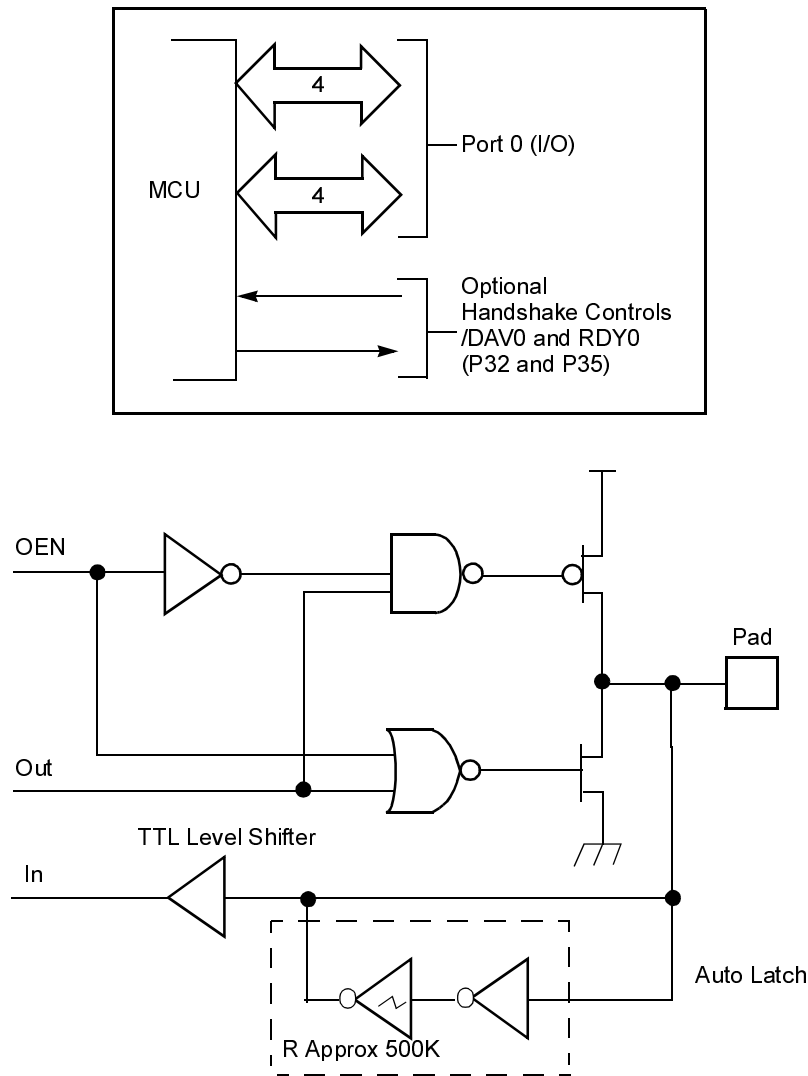 4
Port 0 (I/O)
MCU
4
Optional
Handshake Controls
/DAV0 and RDY0
(P32 and P35)
OEN
Pad
Out
TTL Level Shifter
In
Auto Latch
R Approx 500K